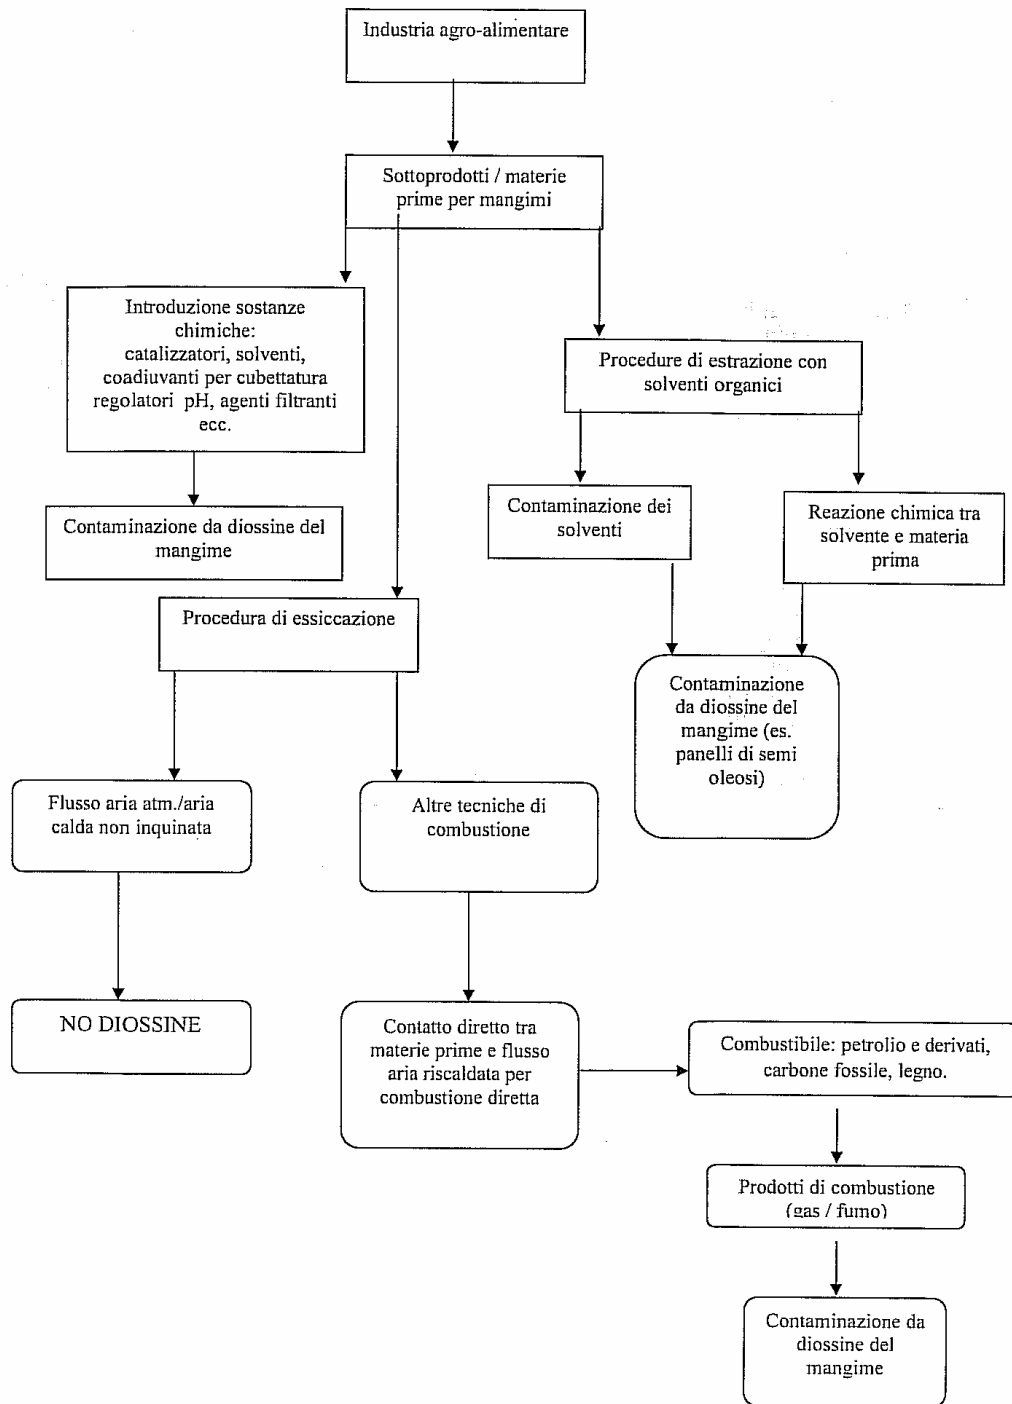 Industria agro-alimentare
Sottoprodotti / materie
prime per mangimi
Introduzione sostanze
chimiche:
catalizzatori, solventi,
coadiuvanti per cubettatura
regolatori pH, agenti filtranti
ecc.
Procedure di estrazione con
solventi organici
Contaminazione da diossine del
mangime
Contaminazione dei
solventi
Reazione chimica tra
solvente e materia
prima
Procedura di essiccazione
Contaminazione
da diossine del
mangime (es.
panelli di semi
oleosi)
Flusso aria atm./aria
calda non inquinata
Altre tecniche di
combustione
NO DIOSSINE
Contatto diretto tra
materie prime e flusso
aria riscaldata per
combustione diretta
Combustibile: petrolio e derivati,
carbone fossile, legno.
Prodotti di combustione
(gas / fumo)
Contaminazione da
diossine del
mangime